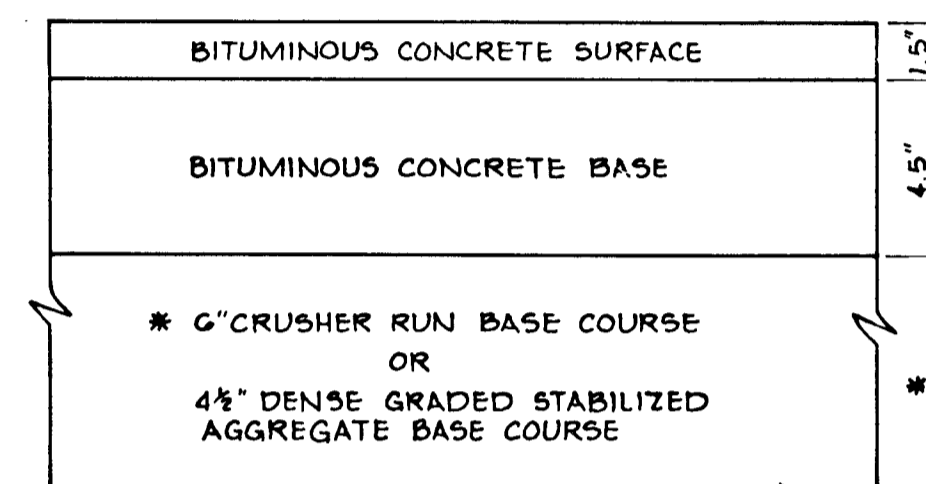 BITUMINOUS CONCRETE SURFACE
1.5"
BITUMINOUS CONCRETE BASE
4.5"
* 6" CRUSHER RUN BASE COURSE
OR
4½" DENSE GRADED STABILIZED
AGGREGATE BASE COURSE
*